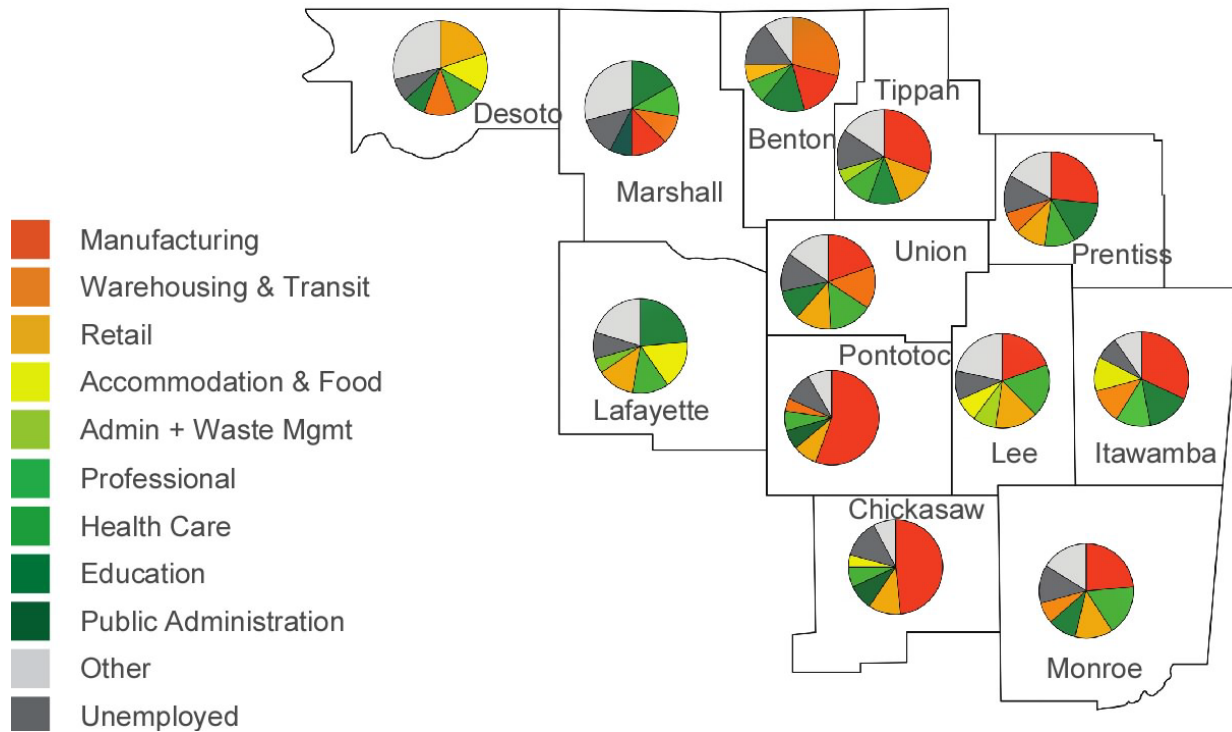 Desoto
Marshall
Benton
Tippah
Prentiss
Union
Lafayette
Pontotoc
Lee
Itawamba
Chickasaw
Monroe
Manufacturing
Warehousing & Transit
Retail
Accommodation & Food
Admin + Waste Mgmt
Professional
Health Care
Education
Public Administration
Other
Unemployed